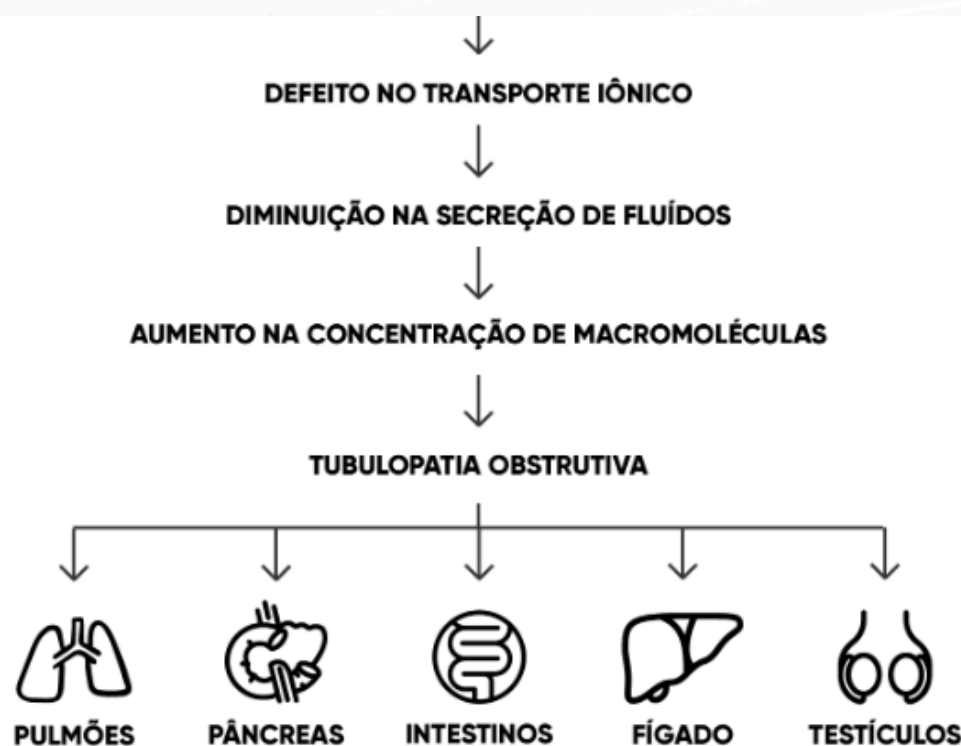 DEFEITO NO TRANSPORTE IÔNICO
DIMINUIÇÃO NA SECREÇÃO DE FLUÍDOS
AUMENTO NA CONCENTRAÇÃO DE MACROMOLÉCULAS
TUBULOPATIA OBSTRUTIVA
PULMÕES PÂNCREAS INTESTINOS FÍGADO TESTÍCULOS